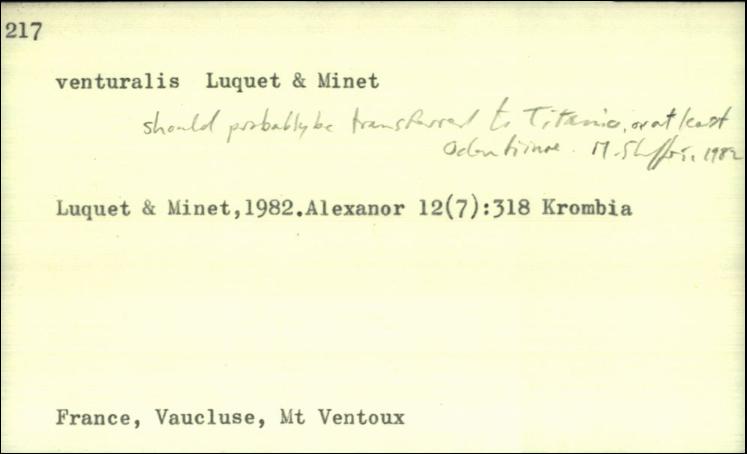 217
venturalis Luquet & Minet
should probably be transferred to Titanio, or at least
Odontiinae. M. Shaffer, 1982
Luquet & Minet,1982.Alexanor 12(7):318 Krombia
France, Vaucluse, Mt Ventoux